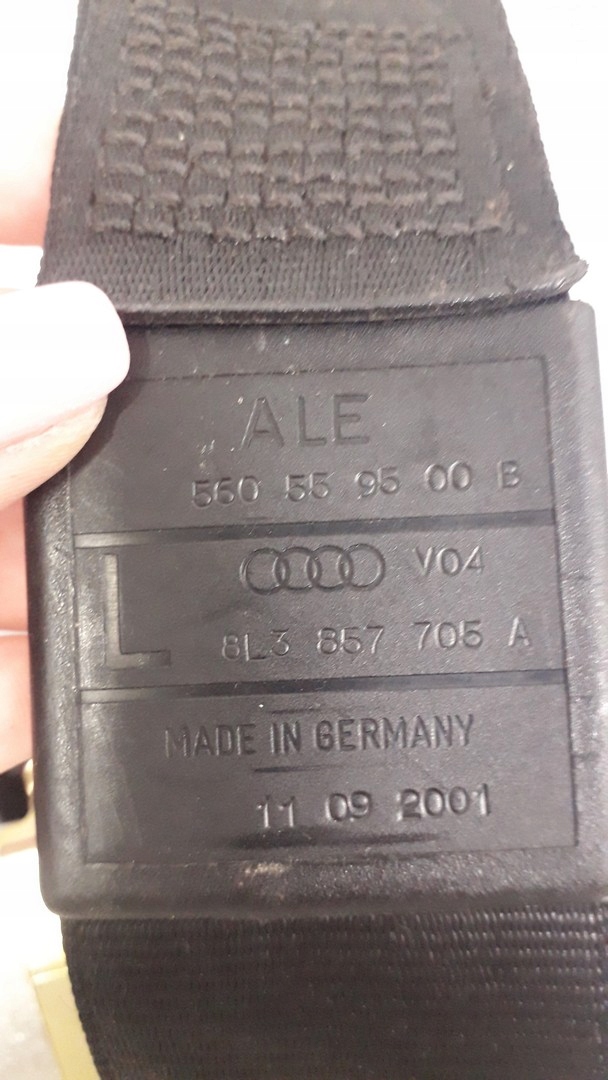 ALE
560 55 95 00 B
L
V04
8L3 857 705 A
MADE IN GERMANY
11 09 2001